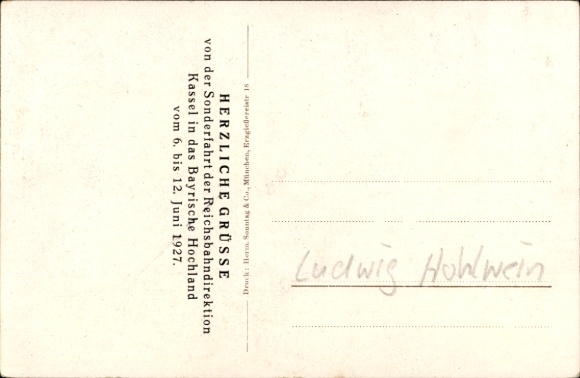 HERZLICHE GRÜSSE
von der Sonderfahrt der Reichsbahndirektion
Kassel in das Bayrische Hochland
vom 6. bis 12. Juni 1927.
Druck: Herm. Sonntag & Co., München, Erzgießereistr 18
Ludwig Hohlwein